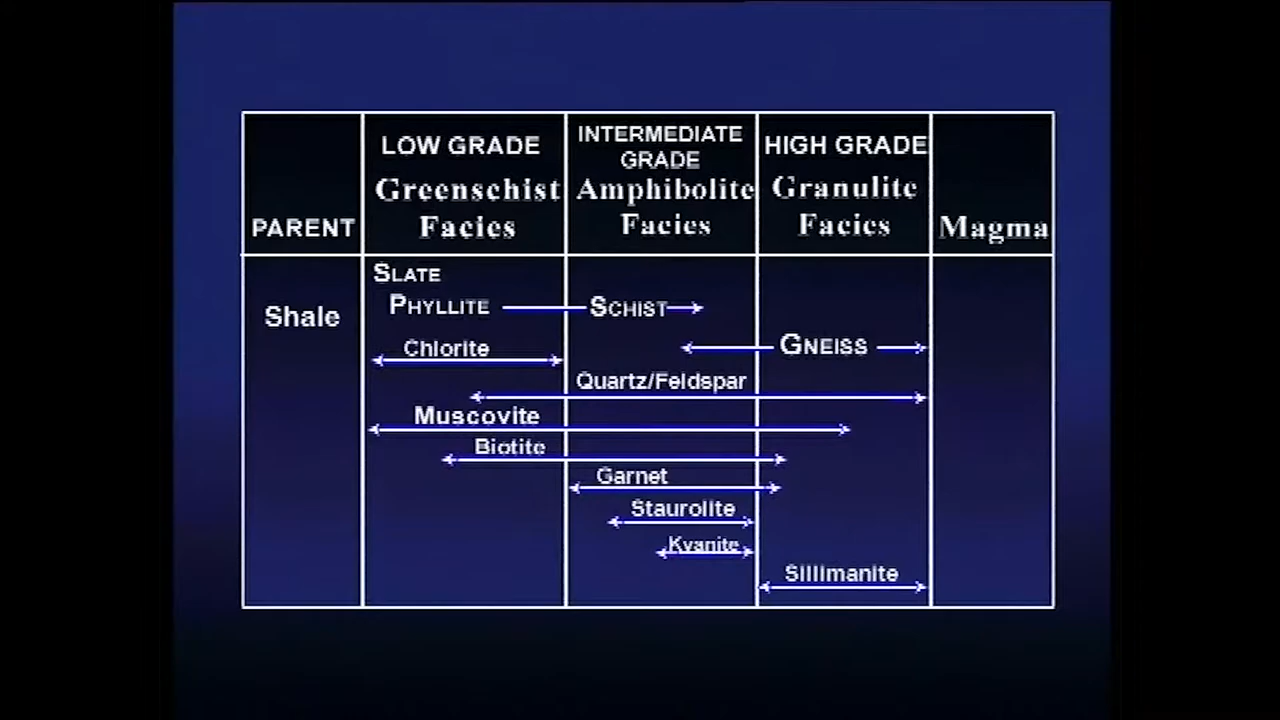 PARENT
LOW GRADE
Greenschist
Facies
INTERMEDIATE
GRADE
Amphibolite
Facies
HIGH GRADE
Granulite
Facies
Magma
Shale
SLATE
PHYLLITE
SCHIST
GNEISS
Chlorite
Quartz/Feldspar
Muscovite
Biotite
Garnet
Staurolite
Kyanite
Sillimanite